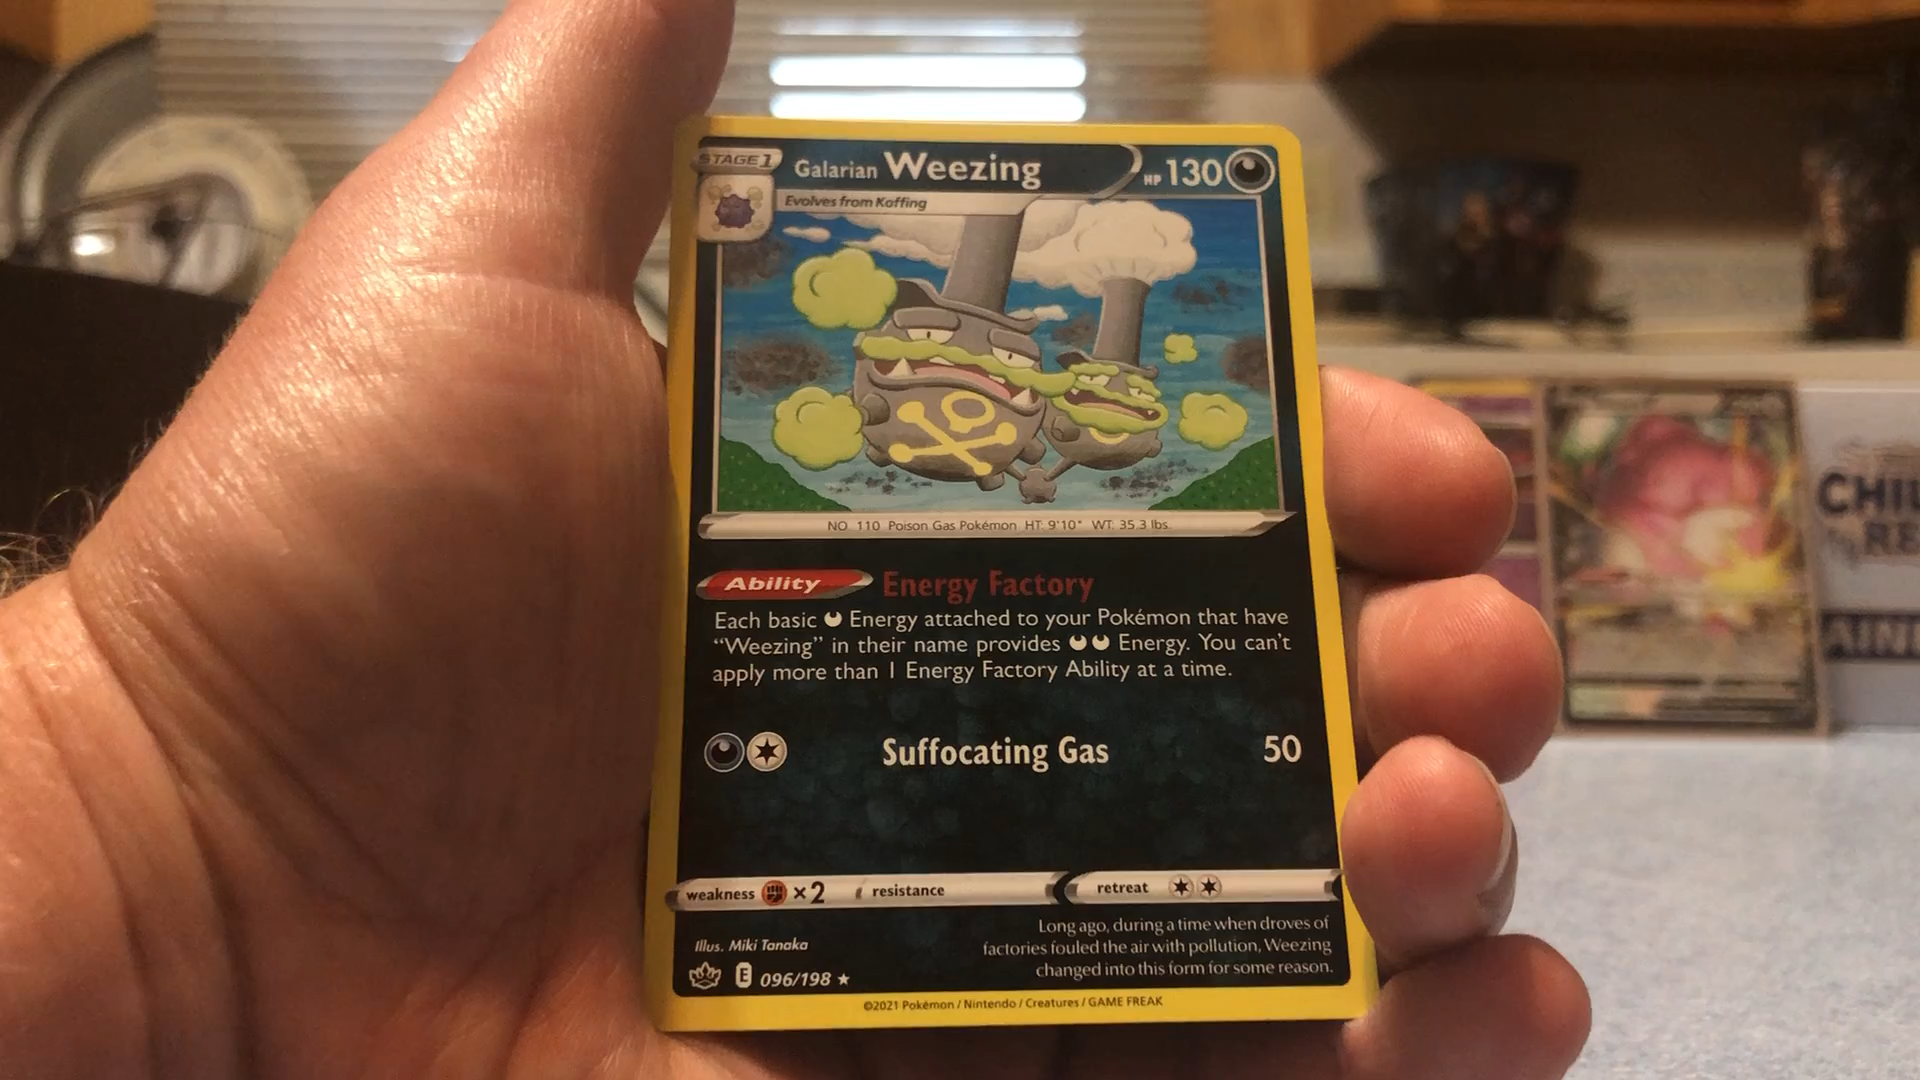 STAGE 1
Galarian Weezing
HP 130
Evolves from Koffing
NO. 110 Poison Gas Pokémon HT: 9'10" WT: 35.3 lbs.
Ability Energy Factory
Each basic Energy attached to your Pokémon that have
“Weezing” in their name provides Energy. You can't
apply more than 1 Energy Factory Ability at a time.
Suffocating Gas 50
weakness ×2 resistance retreat
Illus. Miki Tanaka
E 096/198 ★
Long ago, during a time when droves of
factories fouled the air with pollution, Weezing
changed into this form for some reason.
©2021 Pokémon / Nintendo / Creatures / GAME FREAK